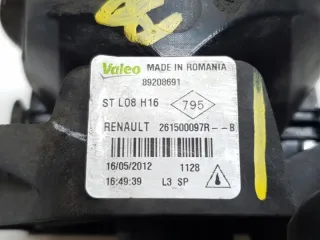 Valeo MADE IN ROMANIA
89208691
ST L08 H16 795
RENAULT 261500097R--B
16/05/2012 1128
16:49:39 L3 SP